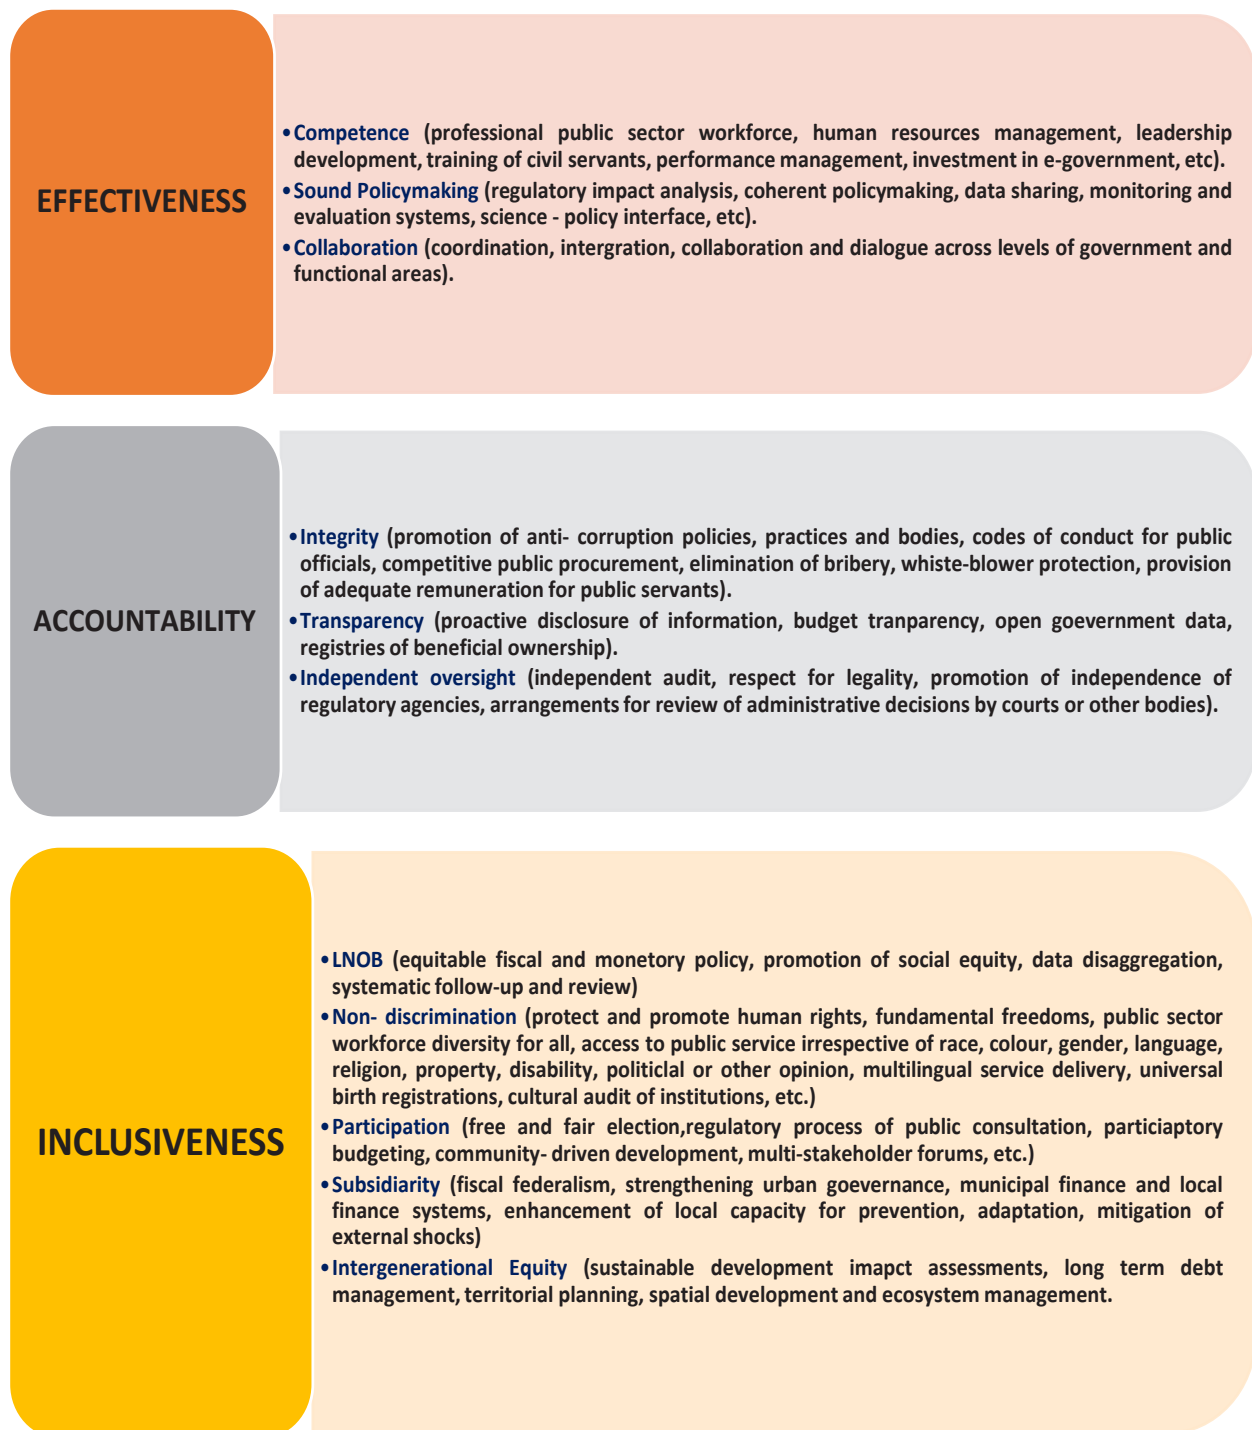 EFFECTIVENESS
•Competence (professional public sector workforce, human resources management, leadership
development, training of civil servants, performance management, investment in e-government, etc).
•Sound Policymaking (regulatory impact analysis, coherent policymaking, data sharing, monitoring and
evaluation systems, science - policy interface, etc).
•Collaboration (coordination, intergration, collaboration and dialogue across levels of government and
functional areas).
ACCOUNTABILITY
•Integrity (promotion of anti- corruption policies, practices and bodies, codes of conduct for public
officials, competitive public procurement, elimination of bribery, whiste-blower protection, provision
of adequate remuneration for public servants).
•Transparency (proactive disclosure of information, budget tranparency, open goevernment data,
registries of beneficial ownership).
•Independent oversight (independent audit, respect for legality, promotion of independence of
regulatory agencies, arrangements for review of administrative decisions by courts or other bodies).
INCLUSIVENESS
•LNOB (equitable fiscal and monetory policy, promotion of social equity, data disaggregation,
systematic follow-up and review)
•Non- discrimination (protect and promote human rights, fundamental freedoms, public sector
workforce diversity for all, access to public service irrespective of race, colour, gender, language,
religion, property, disability, politiclal or other opinion, multilingual service delivery, universal
birth registrations, cultural audit of institutions, etc.)
•Participation (free and fair election,regulatory process of public consultation, particiaptory
budgeting, community- driven development, multi-stakeholder forums, etc.)
•Subsidiarity (fiscal federalism, strengthening urban goevernance, municipal finance and local
finance systems, enhancement of local capacity for prevention, adaptation, mitigation of
external shocks)
•Intergenerational Equity (sustainable development imapct assessments, long term debt
management, territorial planning, spatial development and ecosystem management.